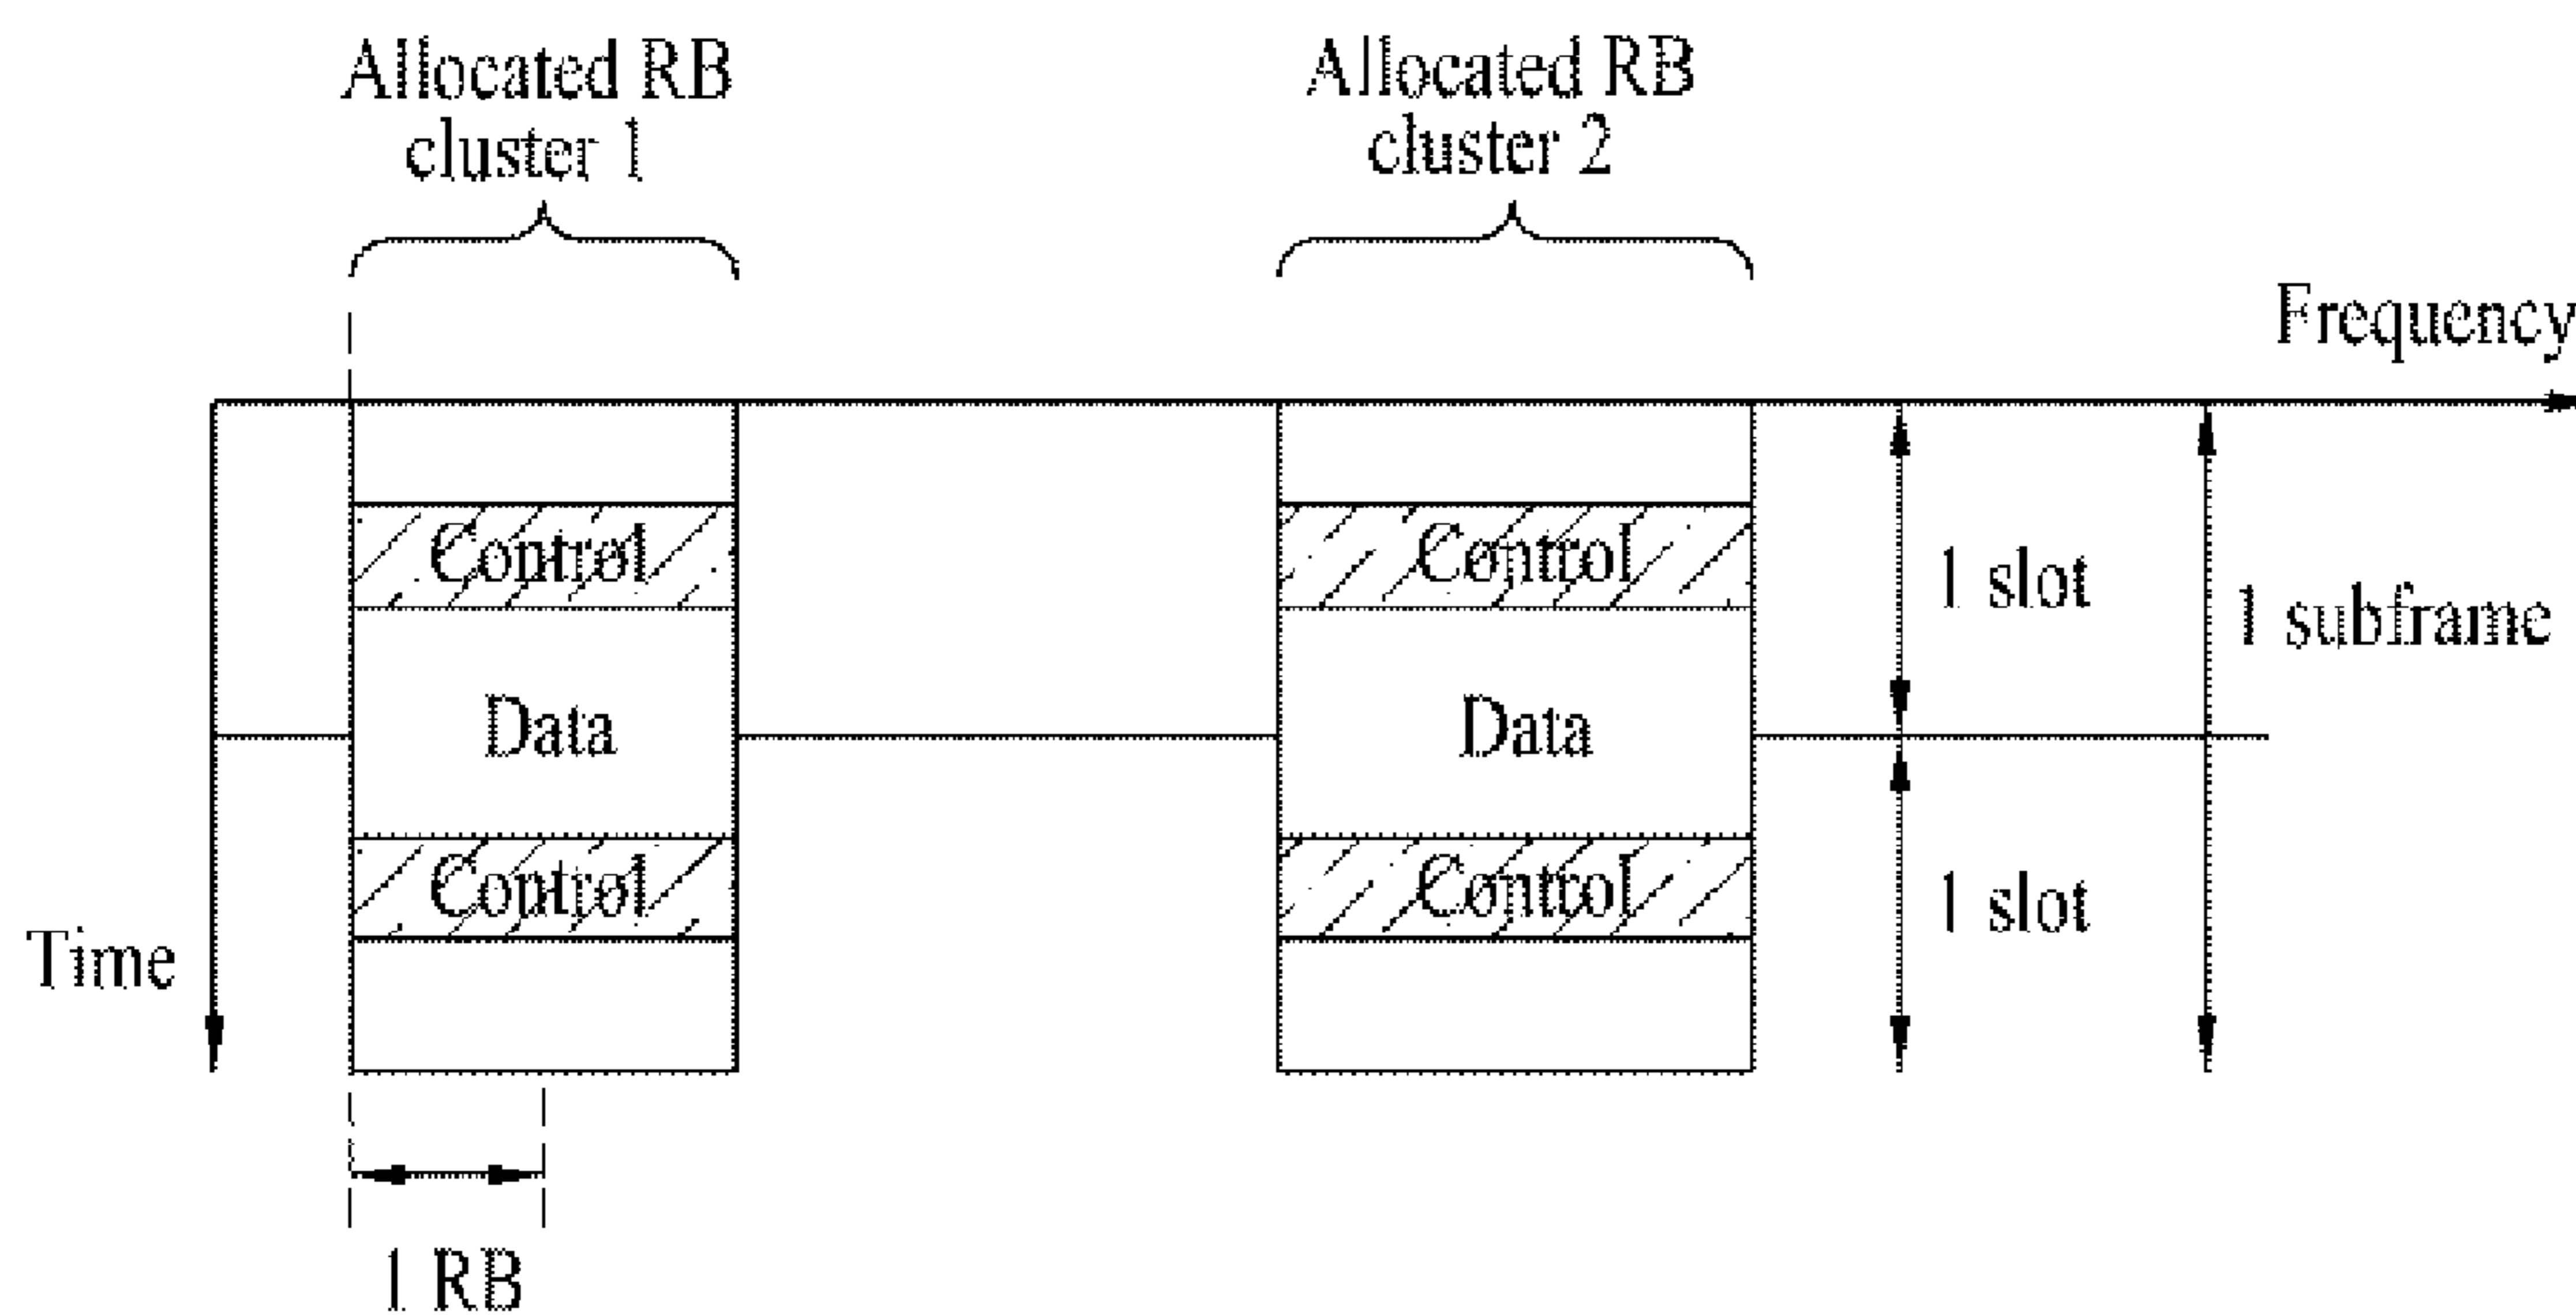 Allocated RB
cluster 1
Allocated RB
cluster 2
Frequency
Control
Control
1 slot
1 subframe
Data
Data
Control
Control
1 slot
Time
1 RB